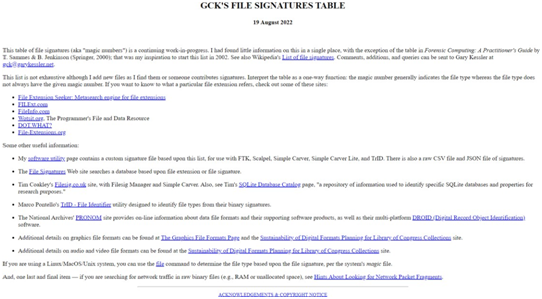 GCK'S FILE SIGNATURES TABLE
19 August 2022
This table of file signatures (aka "magic numbers") is a continuing work-in-progress. I had found little information on this in a single place, with the exception of the table in Forensic Computing: A Practitioner's Guide by
T. Sammes & B. Jenkinson (Springer, 2000); that was my inspiration to start this list in 2002. See also Wikipedia's List of file signatures. Comments, additions, and queries can be sent to Gary Kessler at
gck@garykessler.net.
This list is not exhaustive although I add new files as I find them or someone contributes signatures. Interpret the table as a one-way function: the magic number generally indicates the file type whereas the file type does
not always have the given magic number. If you want to know to what a particular file extension refers, check out some of these sites:
• File Extension Seeker: Metasearch engine for file extensions
• FILExt.com
• FileInfo.com
• Wotsit.org, The Programmer's File and Data Resource
• DOT.WHAT?
• File-Extensions.org
Some other useful information:
• My software utility page contains a custom signature file based upon this list, for use with FTK, Scalpel, Simple Carver, Simple Carver Lite, and TrID. There is also a raw CSV file and JSON file of signatures.
• The File Signatures Web site searches a database based upon file extension or file signature.
• Tim Coakley's Filesig.co.uk site, with Filesig Manager and Simple Carver. Also, see Tim's SQLite Database Catalog page, "a repository of information used to identify specific SQLite databases and properties for
research purposes."
• Marco Pontello's TrID - File Identifier utility designed to identify file types from their binary signatures.
• The National Archives' PRONOM site provides on-line information about data file formats and their supporting software products, as well as their multi-platform DROID (Digital Record Object Identification)
software.
• Additional details on graphics file formats can be found at The Graphics File Formats Page and the Sustainability of Digital Formats Planning for Library of Congress Collections site.
• Additional details on audio and video file formats can be found at the Sustainability of Digital Formats Planning for Library of Congress Collections site.
If you are using a Linux/MacOS/Unix system, you can use the file command to determine the file type based upon the file signature, per the system's magic file.
And, one last and final item — if you are searching for network traffic in raw binary files (e.g., RAM or unallocated space), see Hints About Looking for Network Packet Fragments.
ACKNOWLEDGEMENTS & COPYRIGHT NOTICE